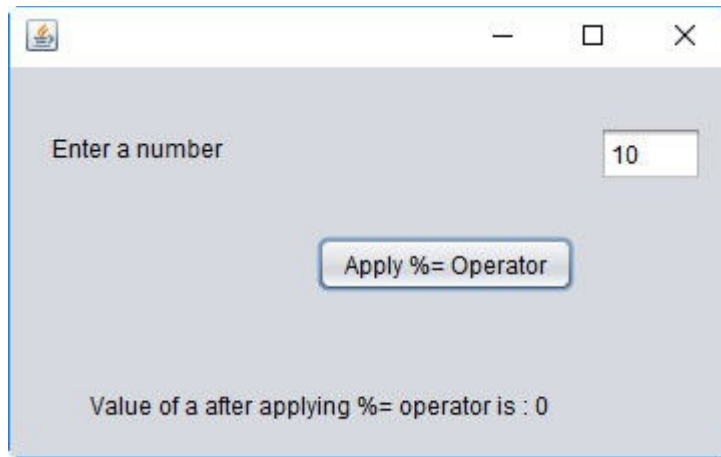 Enter a number
10
Apply %= Operator
Value of a after applying %= operator is : 0